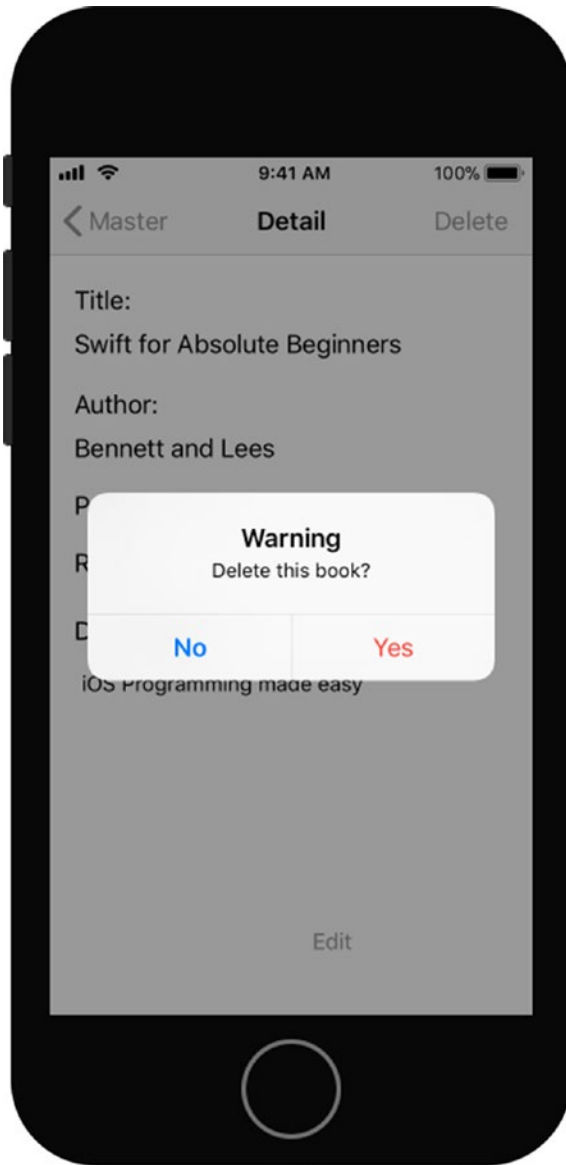 9:41 AM 100%
Master Detail Delete
Title:
Swift for Absolute Beginners
Author:
Bennett and Lees
P
Warning
R
Delete this book?
D
No Yes
iOS Programming made easy
Edit